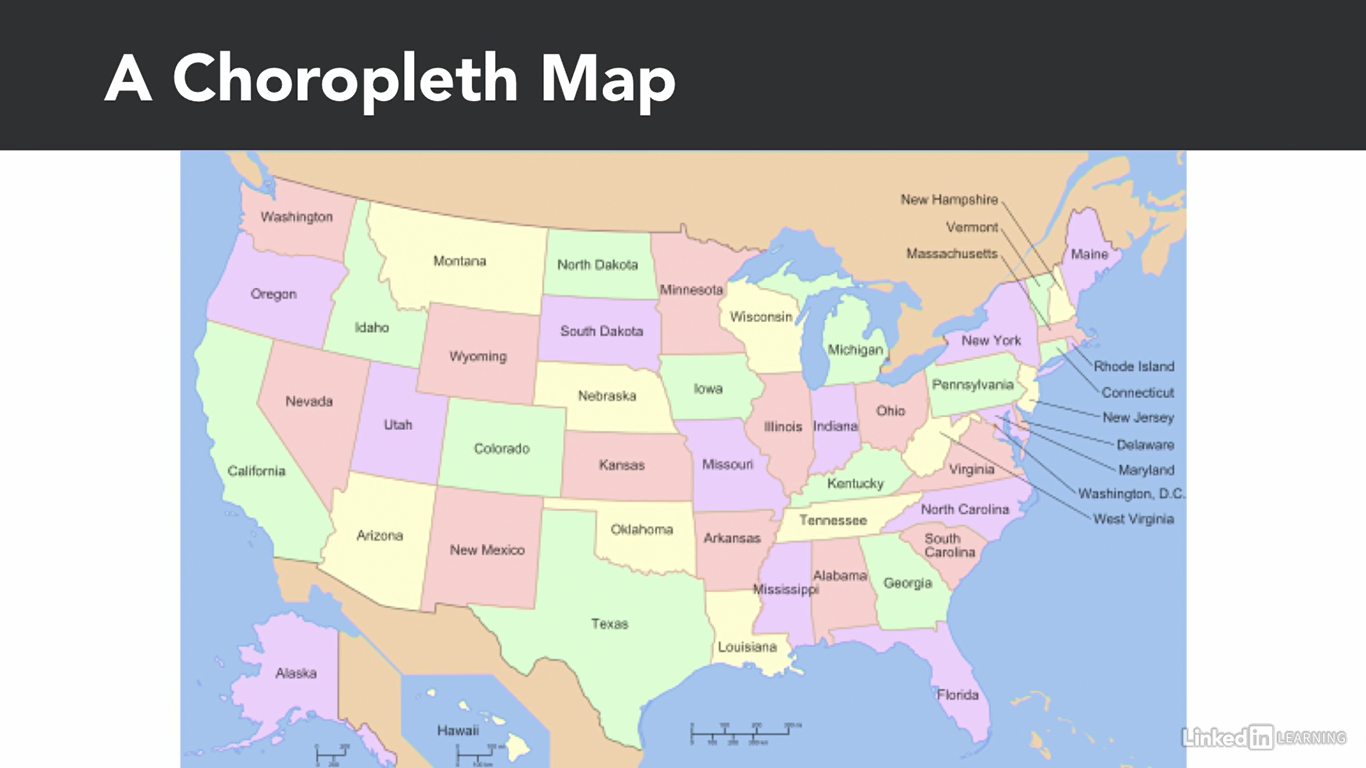 A Choropleth Map
New Hampshire
Washington
Vermont
Massachusetts
Maine
Montana
North Dakota
Minnesota
Oregon
Wisconsin
Idaho
South Dakota
New York
Michigan
Wyoming
Rhode Island
Pennsylvania
Iowa
Connecticut
Nebraska
Nevada
Ohio
New Jersey
Utah
Illinois
Indiana
Delaware
Colorado
Missouri
Kansas
California
Virginia
Maryland
Kentucky
Washington, D.C.
North Carolina
West Virginia
Tennessee
Oklahoma
Arizona
Arkansas
South
Carolina
New Mexico
Alabama
Georgia
Mississippi
Texas
Louisiana
Alaska
Florida
Hawaii
Linked in LEARNING